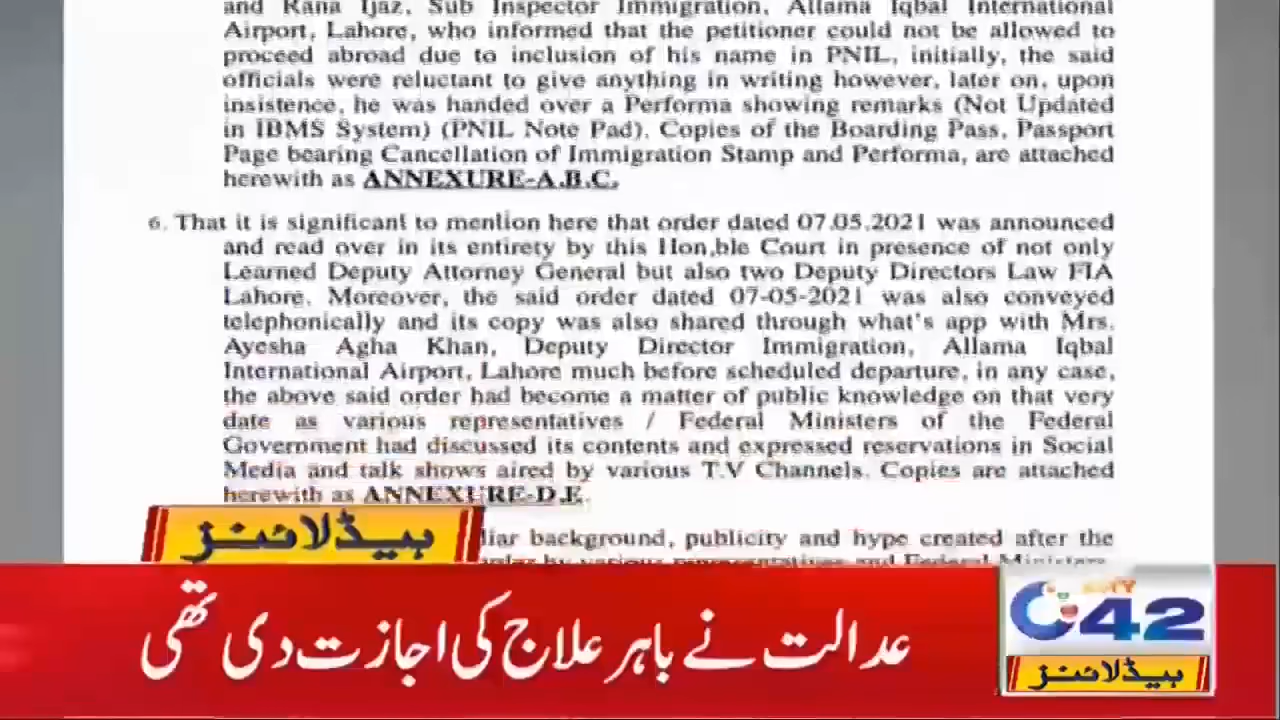 and Rana Ijaz, Sub Inspector Immigration, Allama Iqbal International
Airport, Lahore, who informed that the petitioner could not be allowed to
proceed abroad due to inclusion of his name in PNIL, initially, the said
officials were reluctant to give anything in writing however, later on, upon
insistence, he was handed over a Performa showing remarks (Not Updated
in IBMS System) (PNIL Note Pad). Copies of the Boarding Pass, Passport
Page bearing Cancellation of Immigration Stamp and Performa, are attached
herewith as ANNEXURE-A.B.C.
6. That it is significant to mention here that order dated 07.05.2021 was announced
and read over in its entirety by this Hon,ble Court in presence of not only
Learned Deputy Attorney General but also two Deputy Directors Law FIA
Lahore. Moreover, the said order dated 07-05-2021 was also conveyed
telephonically and its copy was also shared through what's app with Mrs.
Ayesha Agha Khan, Deputy Director Immigration, Allama Iqbal
International Airport, Lahore much before scheduled departure, in any case,
the above said order had become a matter of public knowledge on that very
date as various representatives / Federal Ministers of the Federal
Government had discussed its contents and expressed reservations in Social
Media and talk shows aired by various T.V Channels. Copies are attached
herewith as ANNEXURE-D.E.
liar background, publicity and hype created after the
by various representatives and Federal Ministers,
ہیڈلائنز
عدالت نے باہر علاج کی اجازت دی تھی
CITY
42
ہیڈلائنز